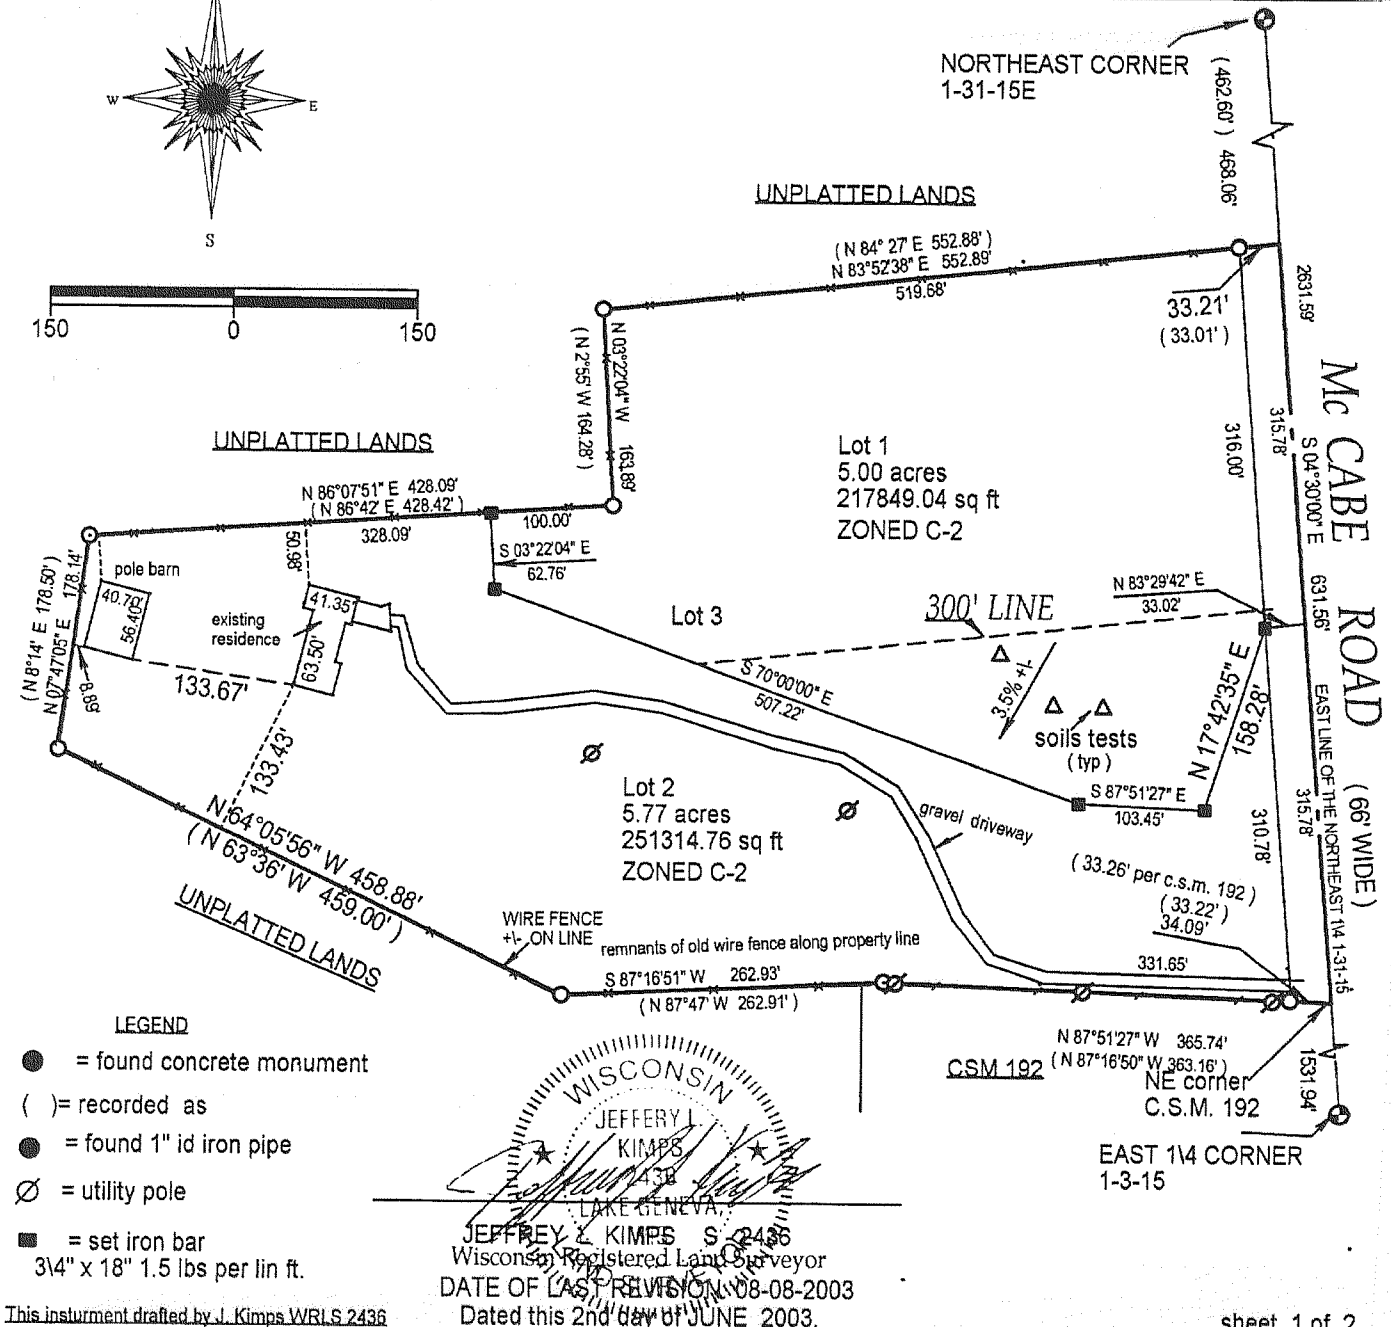 W
E
S
150 0 150
NORTHEAST CORNER
1-31-15E
(462.60') 468.06'
UNPLATTED LANDS
( N 84° 27' E 552.88' )
N 83°52'38" E 552.89'
519.68'
33.21'
( 33.01' )
2631.59'
N 03°22'04" W 163.89'
( N 2°55' W 164.28' )
UNPLATTED LANDS
N 86°07'51" E 428.09'
( N 86°42' E 428.42' )
328.09'
100.00'
S 03°22'04" E
62.76'
Lot 1
5.00 acres
217849.04 sq ft
ZONED C-2
316.00'
315.78'
S 04°30'00" E
Mc CABE ROAD
(66' WIDE)
50.98'
pole barn
40.70'
56.40'
existing
residence
41.35'
63.50'
133.67'
8.89'
( N 8°14' E 178.50' )
N 07°47'05" E 178.14'
133.43'
Lot 3
300' LINE
N 83°29'42" E
33.02'
631.56'
S 70°00'00" E
507.22'
3.5% +/-
soils tests
(typ)
N 17°42'35" E
158.28'
S 87°51'27" E
103.45'
EAST LINE OF THE NORTHEAST 1\4 1-31-15
315.78'
310.78'
Lot 2
5.77 acres
251314.76 sq ft
ZONED C-2
gravel driveway
( 33.26' per c.s.m. 192 )
( 33.22' )
34.09'
331.65'
N 64°05'56" W 458.88'
( N 63°36' W 459.00' )
UNPLATTED LANDS
WIRE FENCE
+\- ON LINE
remnants of old wire fence along property line
S 87°16'51" W 262.93'
( N 87°47' W 262.91' )
N 87°51'27" W 365.74'
( N 87°16'50" W 363.16' )
CSM 192
NE corner
C.S.M. 192
1531.94'
EAST 1\4 CORNER
1-3-15
LEGEND
= found concrete monument
( )= recorded as
= found 1" id iron pipe
= utility pole
= set iron bar
3\4" x 18" 1.5 lbs per lin ft.
WISCONSIN
JEFFERY L.
KIMPS
2436
LAKE GENEVA,
LAND SURVEYOR
JEFFREY L KIMPS S - 2436
Wisconsin Registered Land Surveyor
DATE OF LAST REVISION 08-08-2003
Dated this 2nd day of JUNE 2003.
This insturment drafted by J. Kimps WRLS 2436
sheet 1 of 2